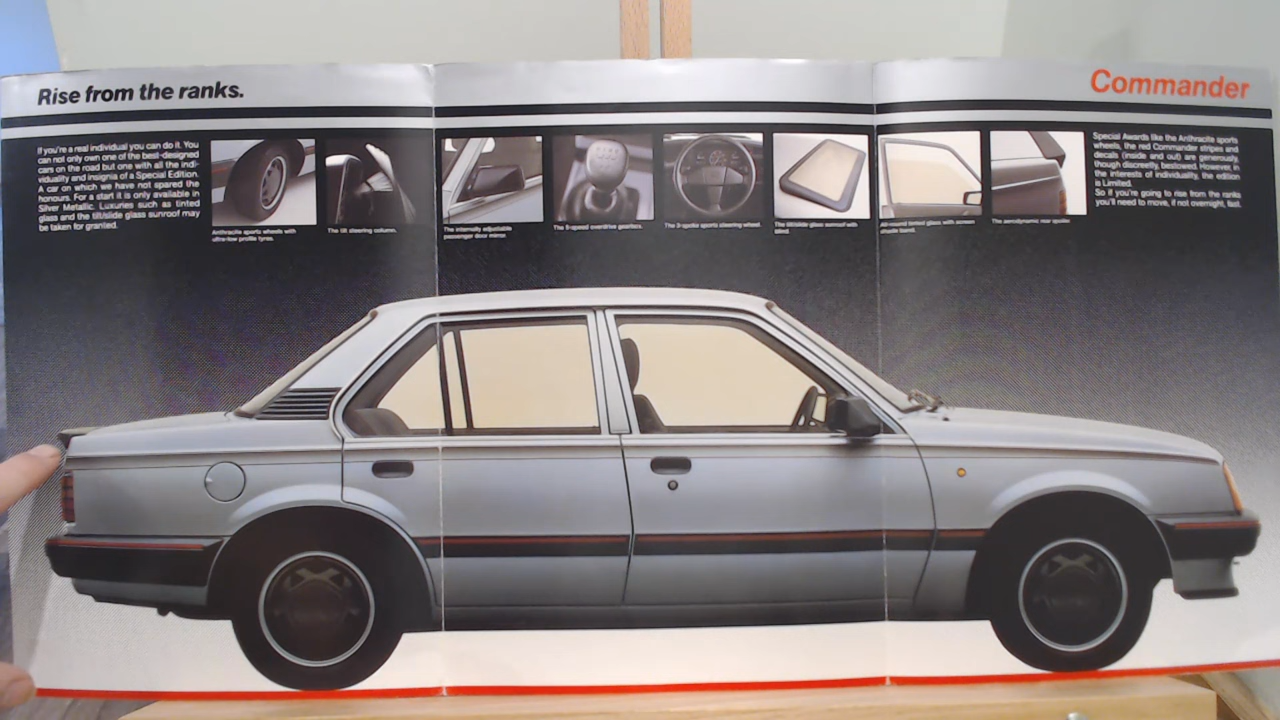 Rise from the ranks.
Commander
If you're a real individual you can do it. You
can not only own one of the best-designed
cars on the road but one with all the indi-
viduality and insignia of a Special Edition.
A car on which we have not spared the
honours. For a start it is only available in
Silver Metallic. Luxuries such as tinted
glass and the tilt/slide glass sunroof may
be taken for granted.
Anthracite sports wheels with
ultra-low profile tyres.
The tilt steering column.
The internally adjustable
passenger door mirror.
The 5-speed overdrive gearbox.
The 3-spoke sports steering wheel.
The tilt/slide glass sunroof with
blind.
All-round tinted glass with screen
shade band.
The aerodynamic rear spoiler.
Special Awards like the Anthracite sports
wheels, the red Commander stripes and
decals (inside and out) are generously,
though discreetly, bestowed. However, in
the interests of individuality, the edition
is Limited.
So if you're going to rise from the ranks
you'll need to move, if not overnight, fast.